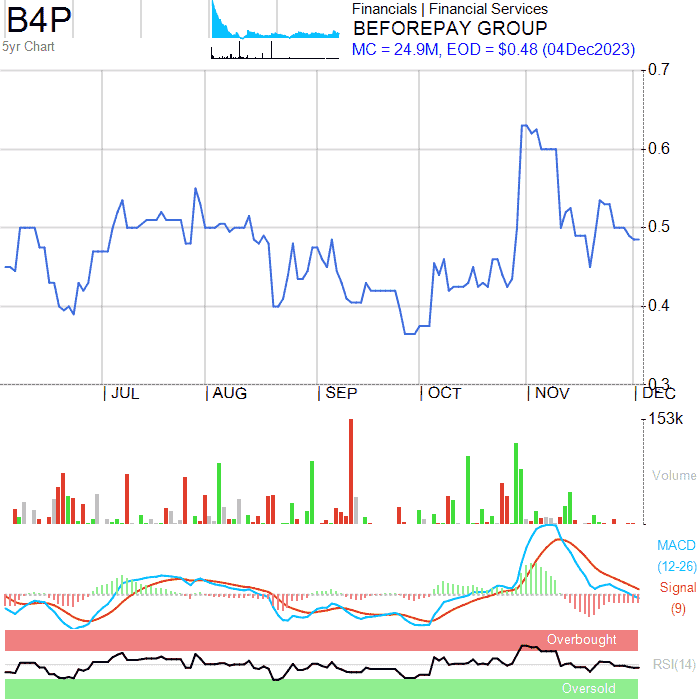 B4P
5yr Chart
Financials | Financial Services
BEFOREPAY GROUP
MC = 24.9M, EOD = $0.48 (04Dec2023)
0.7
0.6
0.5
0.4
0.3
| JUL | AUG | SEP | OCT | NOV | DEC
153k
Volume
MACD
(12-26)
Signal
(9)
Overbought
RSI(14)
Oversold